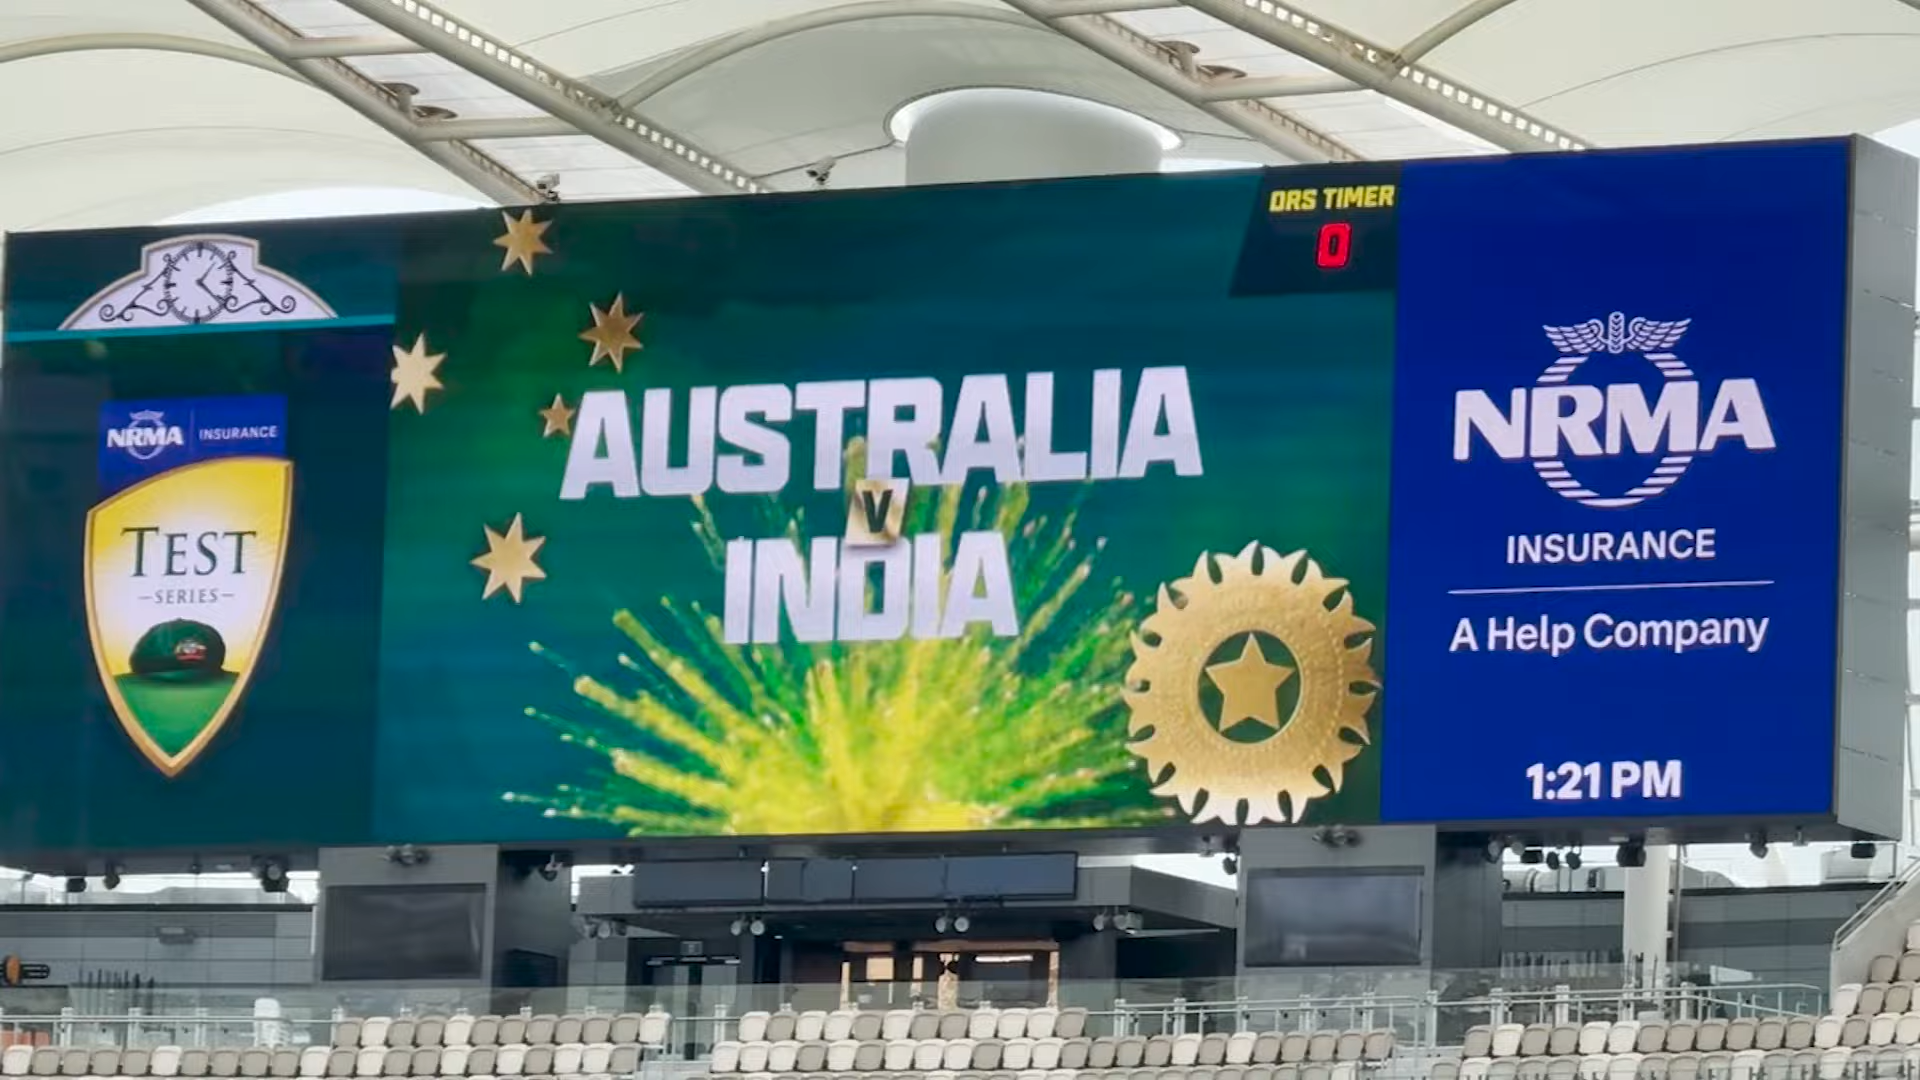 NRMA INSURANCE
TEST
-SERIES-
AUSTRALIA
V
INDIA
DRS TIMER
0
NRMA
INSURANCE
A Help Company
1:21 PM